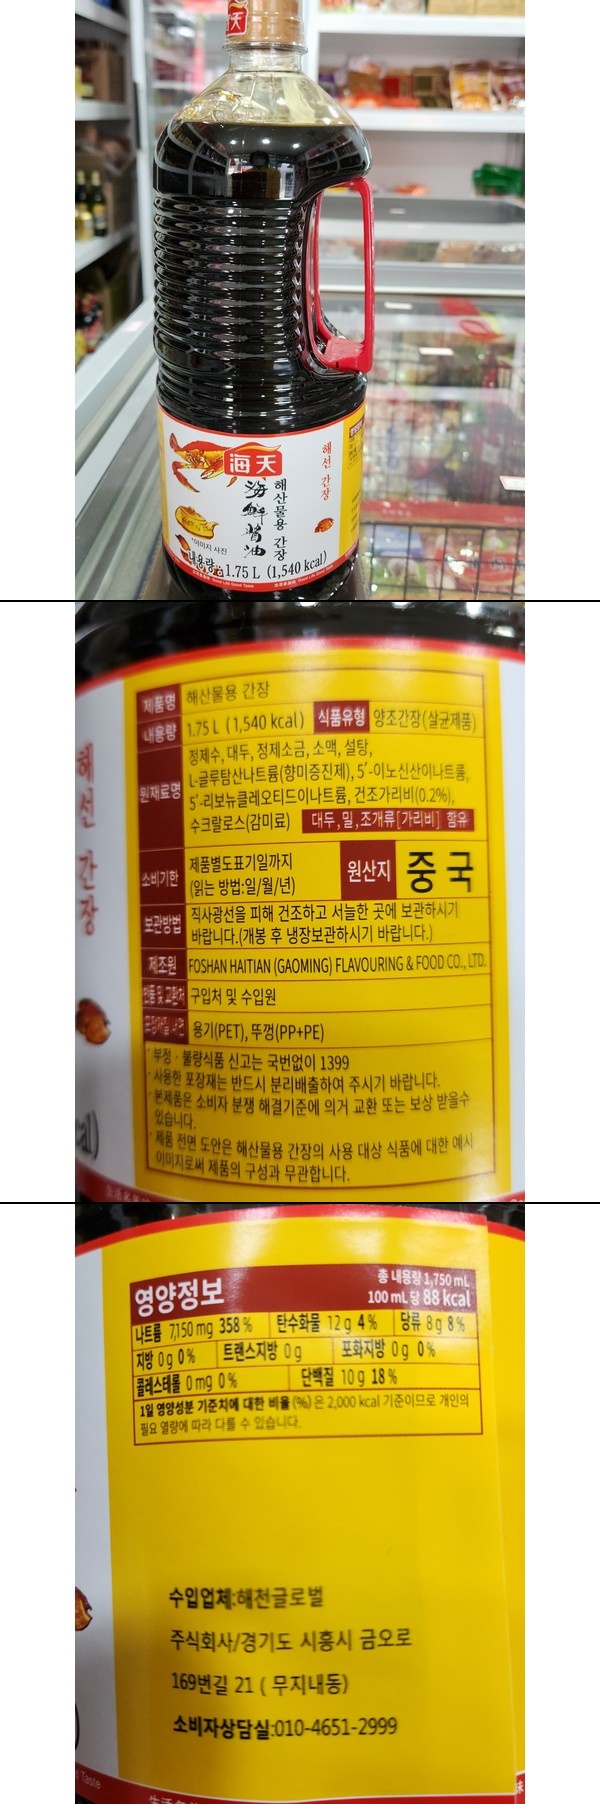 海天
海天
해선 간장
海鮮醤油
해산물용 간장
*이미지 사진
내용량 : 1.75 L (1,540 kcal)
Good Life Good Taste
해선 간장
제품명 해산물용 간장
내용량 1.75 L (1,540 kcal) 식품유형 양조간장(살균제품)
원재료명 정제수, 대두, 정제소금, 소맥, 설탕,
L-글루탐산나트륨(향미증진제), 5'-이노신산이나트륨,
5'-리보뉴클레오티드이나트륨, 건조가리비(0.2%),
수크랄로스(감미료) 대두, 밀, 조개류[가리비] 함유
소비기한 제품별도표기일까지
(읽는 방법:일/월/년)
원산지 중국
보관방법 직사광선을 피해 건조하고 서늘한 곳에 보관하시기
바랍니다.(개봉 후 냉장보관하시기 바랍니다.)
제조원 FOSHAN HAITIAN (GAOMING) FLAVOURING & FOOD CO., LTD.
반품 및 교환처 구입처 및 수입원
포장재질·내면 용기(PET), 뚜껑(PP+PE)
* 부정 · 불량식품 신고는 국번없이 1399
* 사용한 포장재는 반드시 분리배출하여 주시기 바랍니다.
* 본제품은 소비자 분쟁 해결기준에 의거 교환 또는 보상 받을수
있습니다.
* 제품 전면 도안은 해산물용 간장의 사용 대상 식품에 대한 예시
이미지로써 제품의 구성과 무관합니다.
영양정보
총 내용량 1,750 mL
100 mL 당 88 kcal
나트륨 7,150 mg 358 % 탄수화물 12 g 4 % 당류 8 g 8 %
지방 0 g 0 % 트랜스지방 0 g 포화지방 0 g 0 %
콜레스테롤 0 mg 0 % 단백질 10 g 18 %
1일 영양성분 기준치에 대한 비율(%)은 2,000 kcal 기준이므로 개인의
필요 열량에 따라 다를 수 있습니다.
수입업체:해천글로벌
주식회사/경기도 시흥시 금오로
169번길 21 ( 무지내동)
소비자상담실:010-4651-2999
Taste